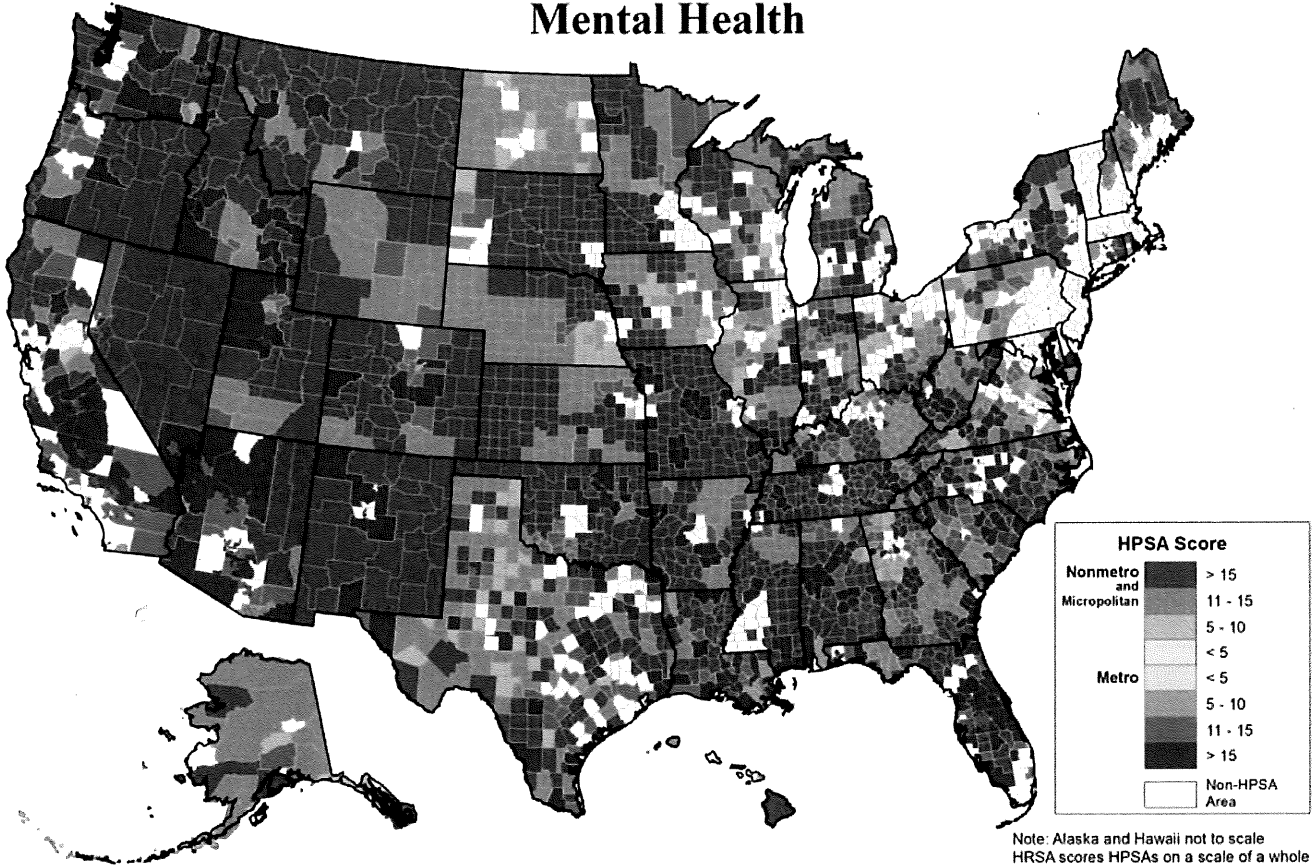 Mental Health
HPSA Score
Nonmetro
and
Micropolitan
> 15
11 - 15
5 - 10
< 5
Metro
< 5
5 - 10
11 - 15
> 15
Non-HPSA
Area
Note: Alaska and Hawaii not to scale
HRSA scores HPSAs on a scale of a whole